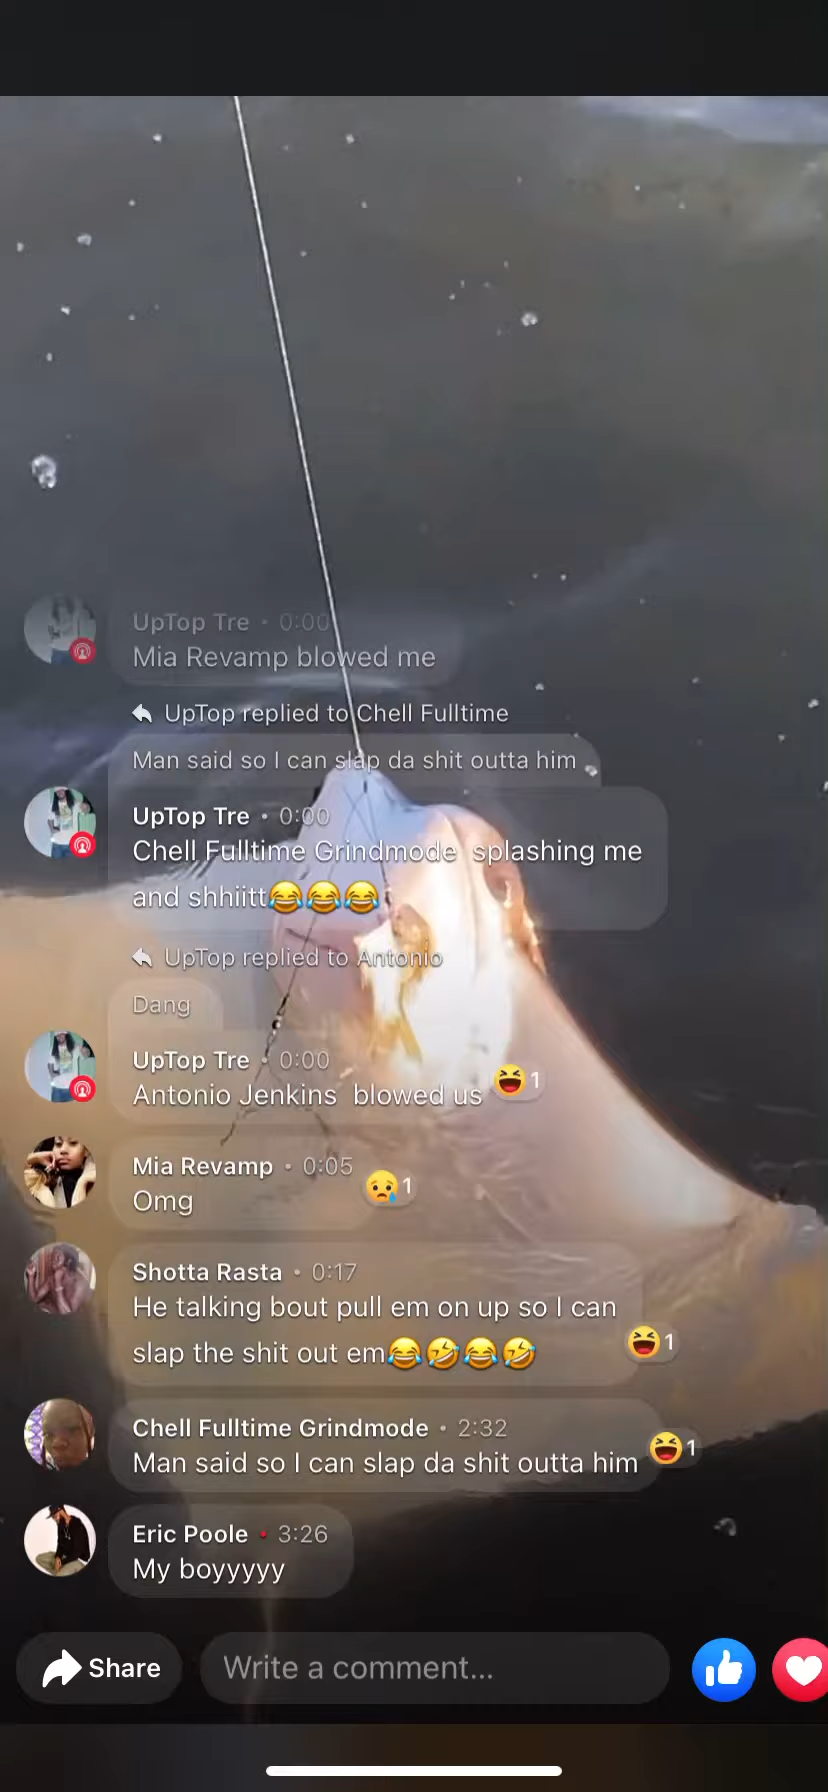 UpTop Tre • 0:00
Mia Revamp blowed me
UpTop replied to Chell Fulltime
Man said so I can slap da shit outta him
UpTop Tre • 0:00
Chell Fulltime Grindmode splashing me
and shhiitt😂😂😂
UpTop replied to Antonio
Dang
UpTop Tre • 0:00
Antonio Jenkins blowed us
1
Mia Revamp • 0:05
Omg
1
Shotta Rasta • 0:17
He talking bout pull em on up so I can
slap the shit out em😂🤣😂🤣
1
Chell Fulltime Grindmode • 2:32
Man said so I can slap da shit outta him
1
Eric Poole • 3:26
My boyyyyy
Share
Write a comment...